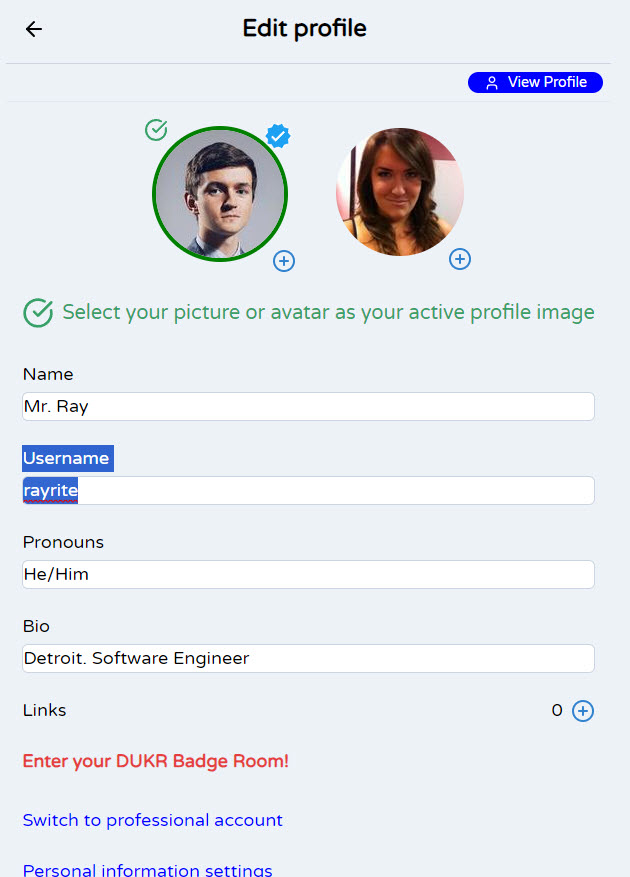 Edit profile
View Profile
Select your picture or avatar as your active profile image
Name
Mr. Ray
Username
rayrite
Pronouns
He/Him
Bio
Detroit. Software Engineer
Links 0
Enter your DUKR Badge Room!
Switch to professional account
Personal information settings